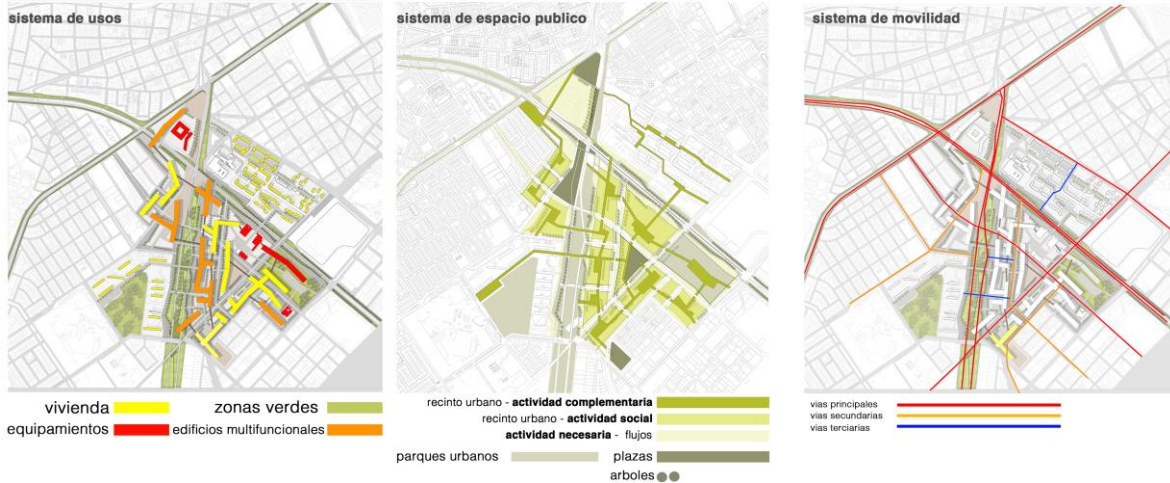 sistema de usos
vivienda
zonas verdes
equipamientos
edificios multifuncionales
sistema de espacio publico
recinto urbano - actividad complementaria
recinto urbano - actividad social
actividad necesaria - flujos
parques urbanos
plazas
arboles
sistema de movilidad
vias principales
vias secundarias
vias terciarias